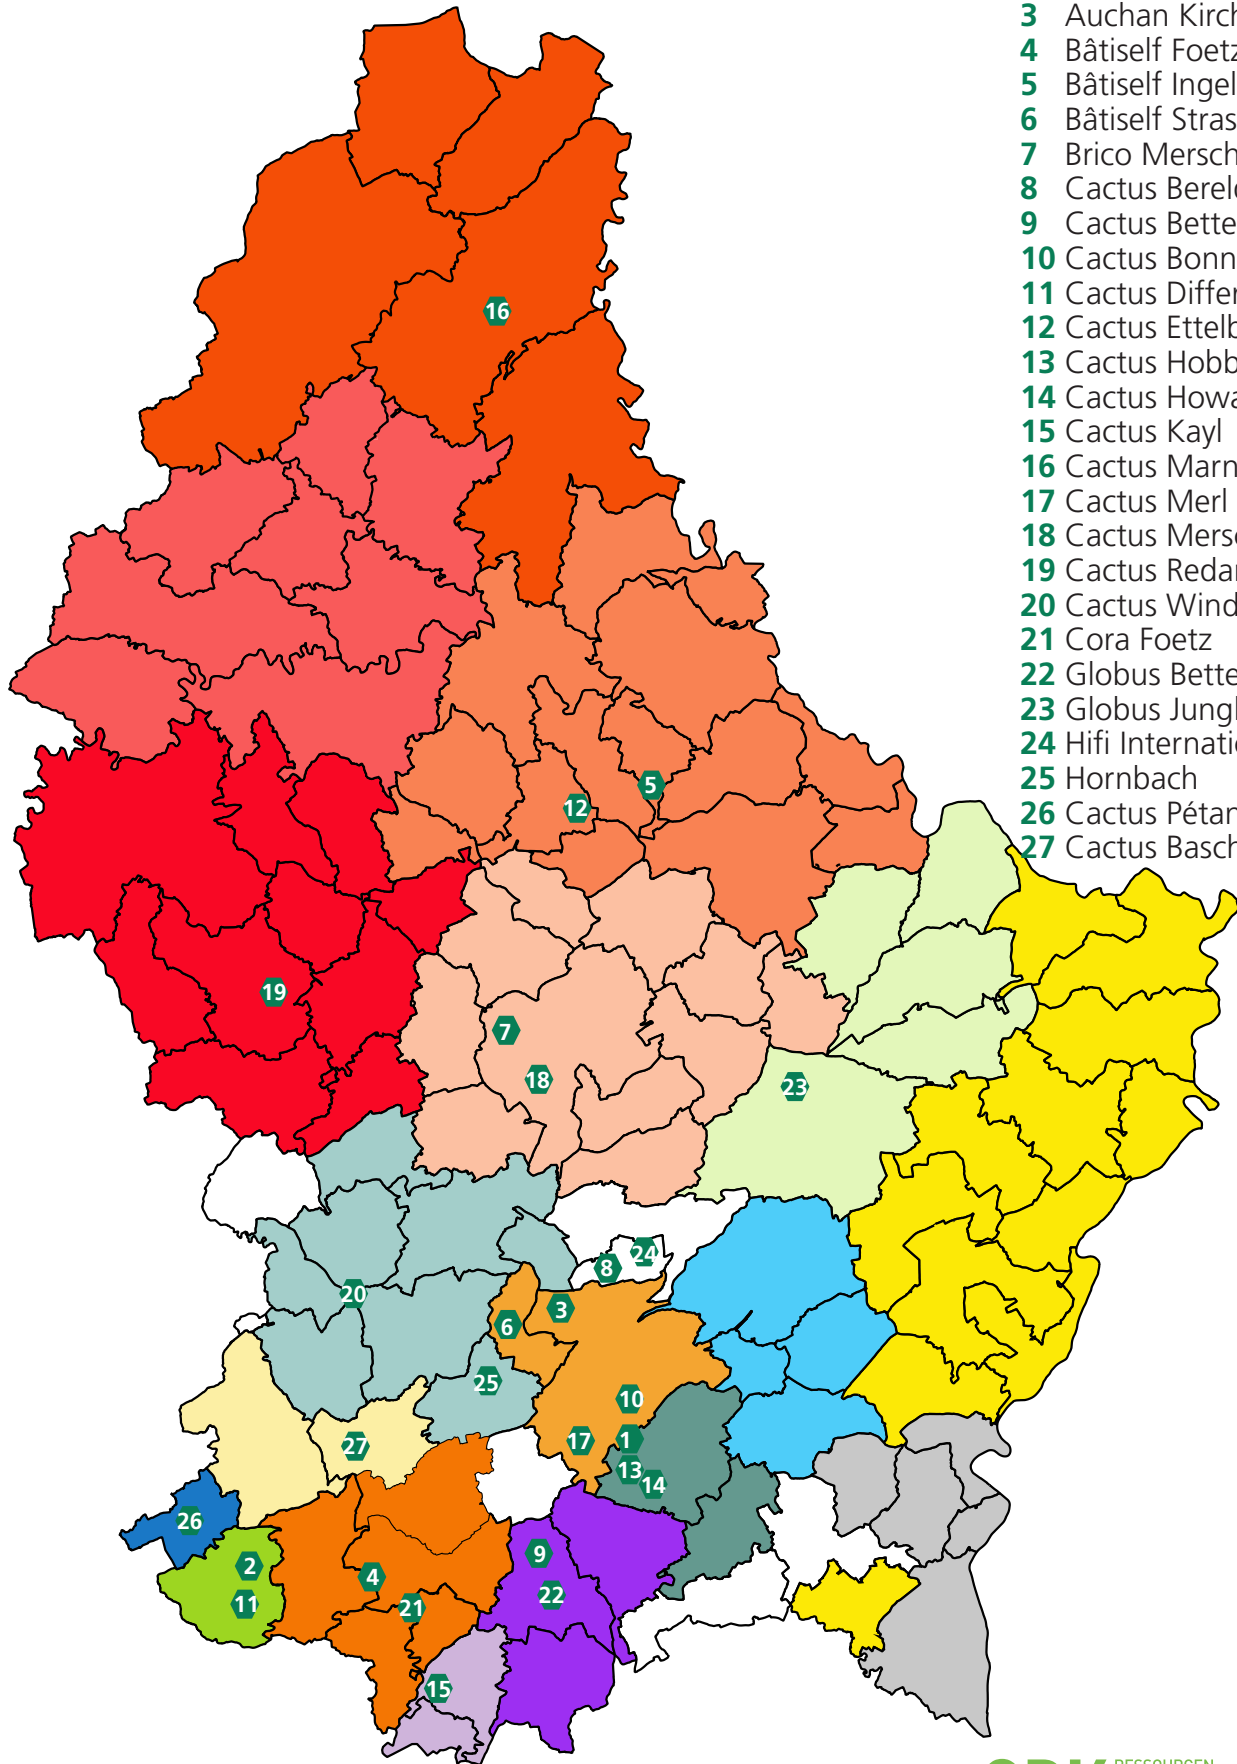 3 Auchan Kirch
4 Bâtiself Foetz
5 Bâtiself Ingel
6 Bâtiself Stras
7 Brico Mersch
8 Cactus Berel
9 Cactus Bette
10 Cactus Bonn
11 Cactus Differ
12 Cactus Ettelb
13 Cactus Hobb
14 Cactus Howa
15 Cactus Kayl
16 Cactus Marn
17 Cactus Merl
18 Cactus Mers
19 Cactus Redan
20 Cactus Wind
21 Cora Foetz
22 Globus Bette
23 Globus Jungl
24 Hifi Internati
25 Hornbach
26 Cactus Pétan
27 Cactus Basch
16
5
12
19
7
18
23
24
8
20
3
6
25
10
27
17
1
13
14
26
9
2
4
22
11
21
15
RESSOURCEN